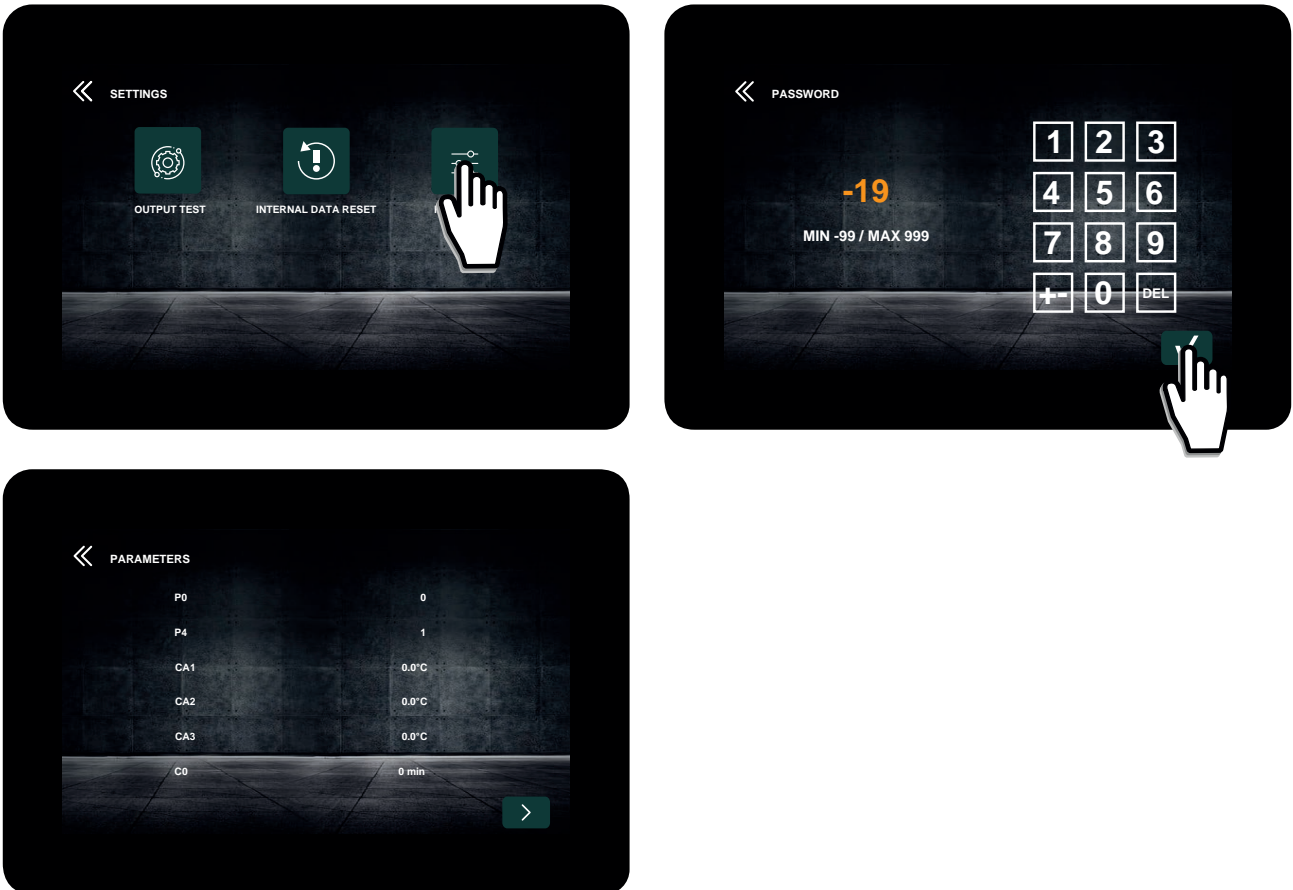 SETTINGS
OUTPUT TEST
INTERNAL DATA RESET
PASSWORD
1 2 3
-19
4 5 6
MIN -99 / MAX 999
7 8 9
+- 0 DEL
PARAMETERS
P0 0
P4 1
CA1 0.0°C
CA2 0.0°C
CA3 0.0°C
C0 0 min